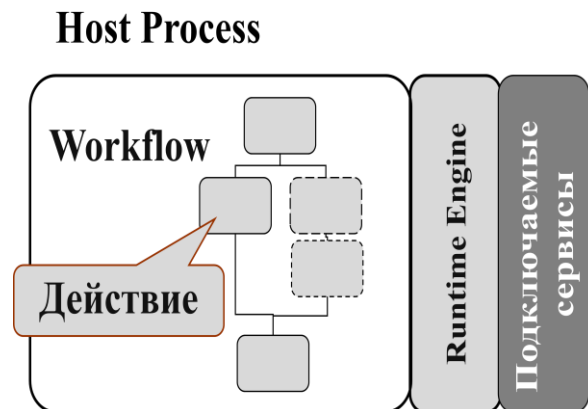 Host Process
Workflow
Действие
Runtime Engine
Подключаемые
сервисы